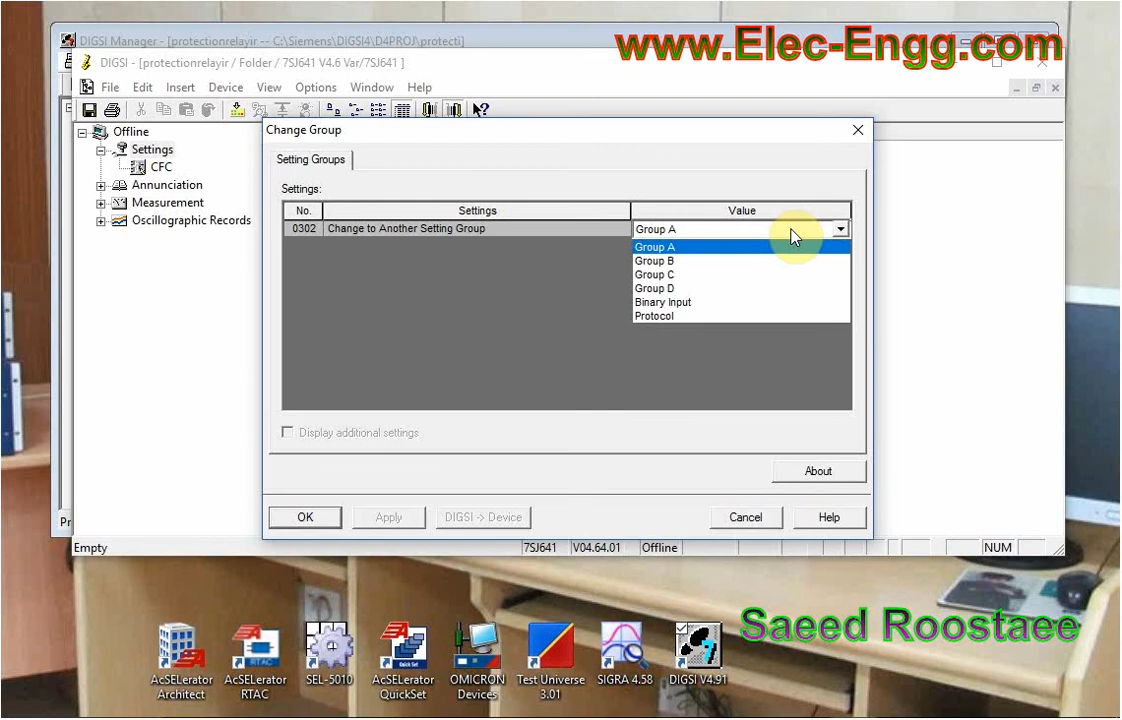 www.Elec-Engg.com
DIGSI Manager - [protectionrelayir -- C:\Siemens\DIGSI4\D4PROJ\protecti]
DIGSI - [protectionrelayir / Folder / 7SJ641 V4.6 Var/7SJ641 ]
File Edit Insert Device View Options Window Help
Offline
Settings
CFC
Annunciation
Measurement
Oscillographic Records
Change Group
Setting Groups
Settings:
No. Settings Value
0302 Change to Another Setting Group Group A
Group A
Group B
Group C
Group D
Binary Input
Protocol
Display additional settings
About
OK Apply DIGSI -> Device Cancel Help
Pr
Empty 7SJ641 V04.64.01 Offline NUM
Saeed Roostaee
AcSELerator Architect
AcSELerator RTAC
SEL-5010
AcSELerator QuickSet
OMICRON Devices
Test Universe 3.01
SIGRA 4.58
DIGSI V4.91